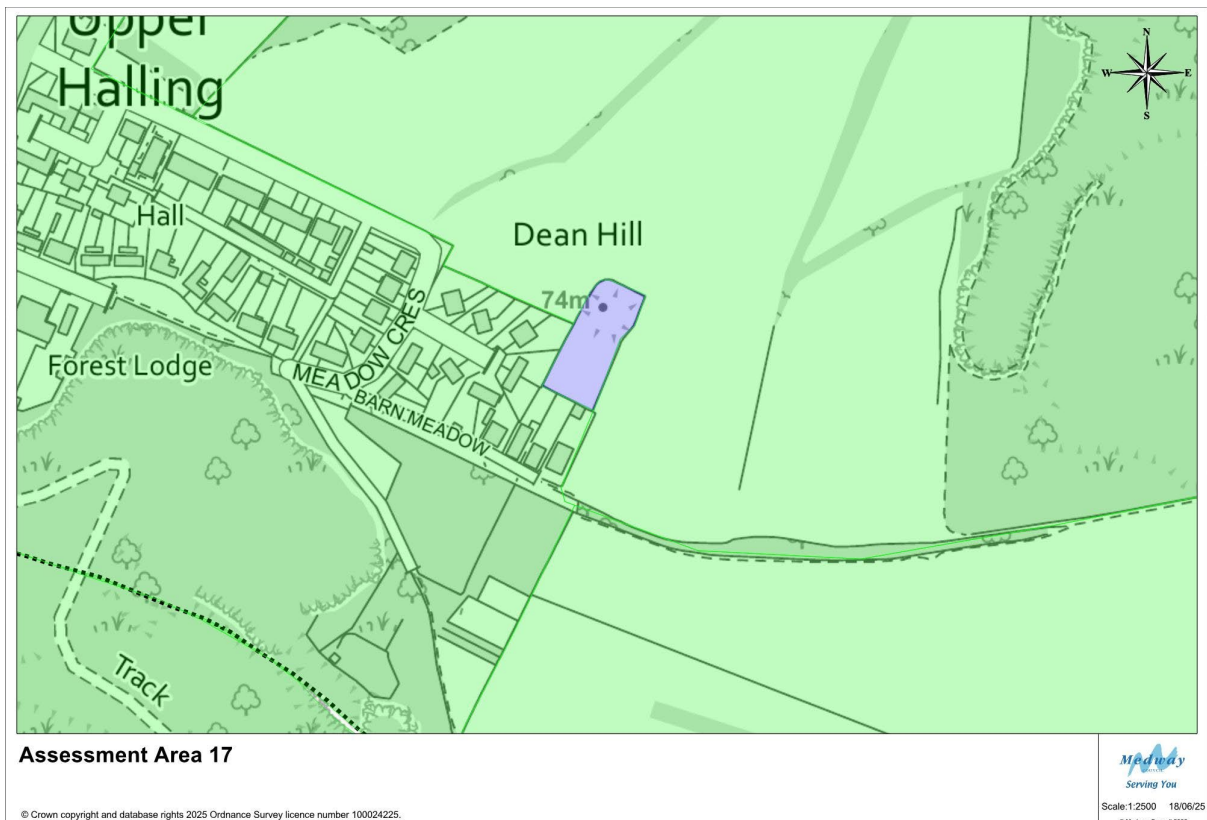 Upper
Halling
N
W
E
S
Hall
Dean Hill
74m
Forest Lodge
MEADOW CRES
BARN MEADOW
Track
Assessment Area 17
Medway
Serving You
Scale:1:2500 18/06/25
© Crown copyright and database rights 2025 Ordnance Survey licence number 100024225.